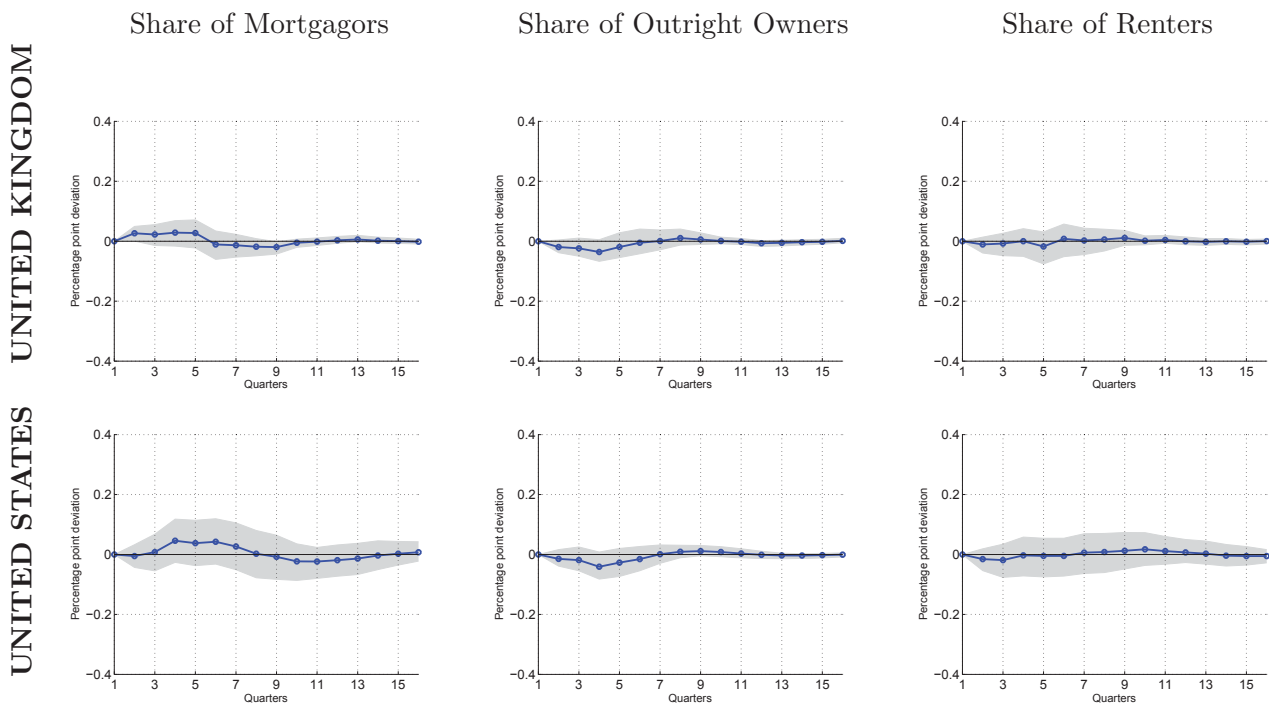 Share of Mortgagors
Share of Outright Owners
Share of Renters
UNITED KINGDOM
Percentage point deviation
0.4
0.2
0
−0.2
−0.4
1 3 5 7 9 11 13 15
Quarters
Percentage point deviation
0.4
0.2
0
−0.2
−0.4
1 3 5 7 9 11 13 15
Quarters
Percentage point deviation
0.4
0.2
0
−0.2
−0.4
1 3 5 7 9 11 13 15
Quarters
UNITED STATES
Percentage point deviation
0.4
0.2
0
−0.2
−0.4
1 3 5 7 9 11 13 15
Quarters
Percentage point deviation
0.4
0.2
0
−0.2
−0.4
1 3 5 7 9 11 13 15
Quarters
Percentage point deviation
0.4
0.2
0
−0.2
−0.4
1 3 5 7 9 11 13 15
Quarters